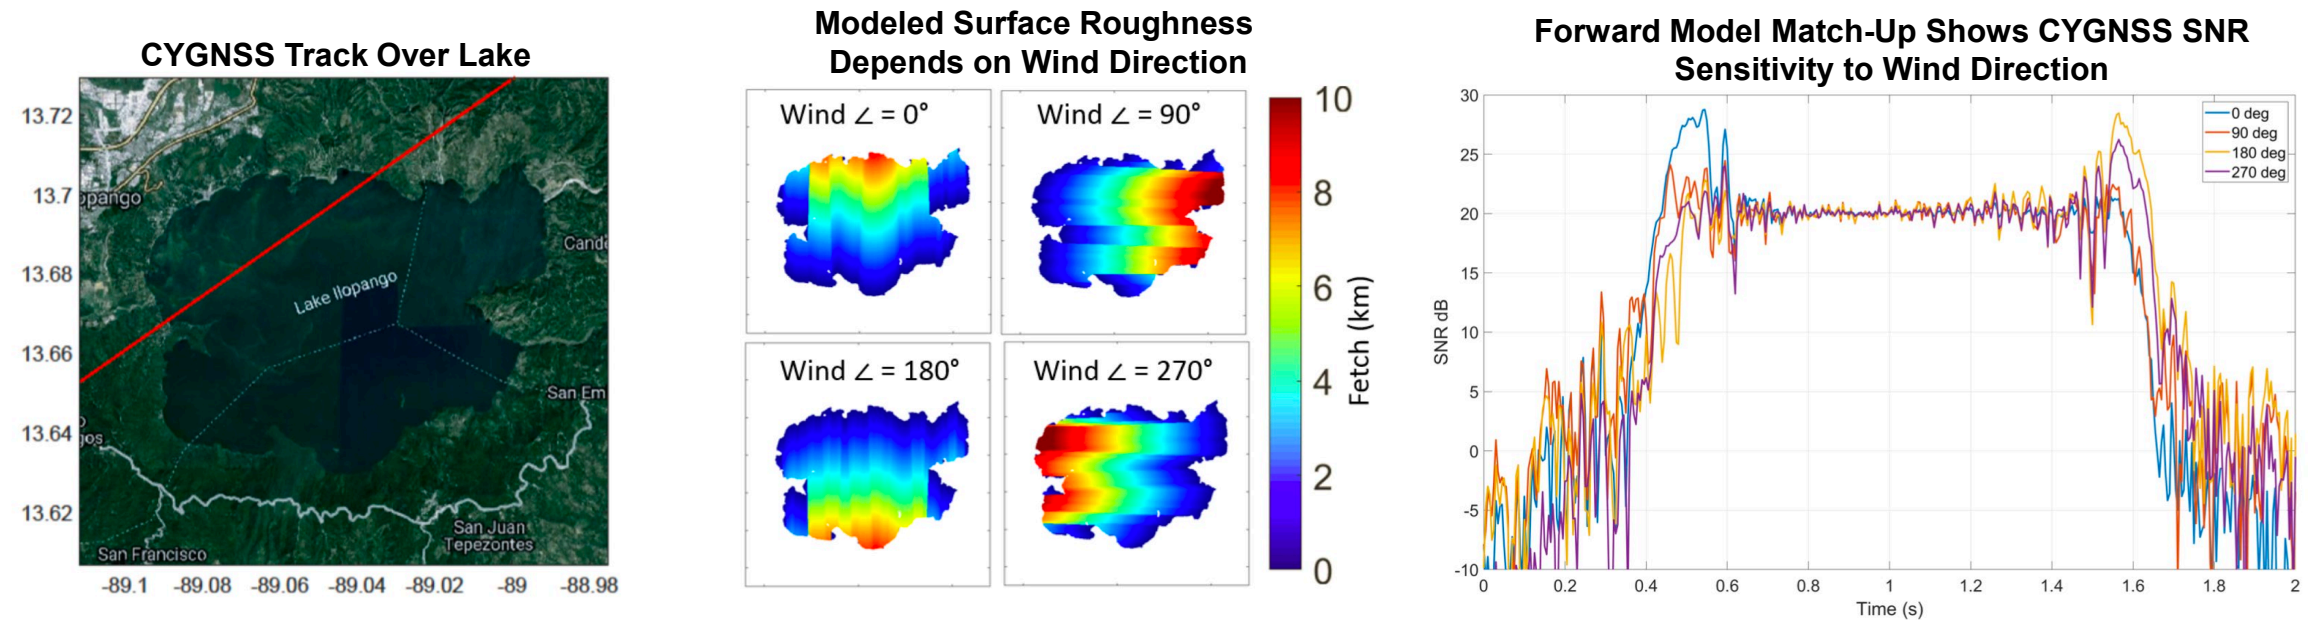 CYGNSS Track Over Lake
13.72
13.7
13.68
13.66
13.64
13.62
-89.1
-89.08
-89.06
-89.04
-89.02
-89
-88.98
opango
Cande
Lake Ilopango
San Em
gos
San Juan
Tepezontes
San Francisco
Modeled Surface Roughness
Depends on Wind Direction
Wind ∠ = 0°
Wind ∠ = 90°
Wind ∠ = 180°
Wind ∠ = 270°
10
8
6
4
2
0
Fetch (km)
Forward Model Match-Up Shows CYGNSS SNR
Sensitivity to Wind Direction
30
25
20
15
10
5
0
-5
-10
SNR dB
0 deg
90 deg
180 deg
270 deg
0
0.2
0.4
0.6
0.8
1
1.2
1.4
1.6
1.8
2
Time (s)